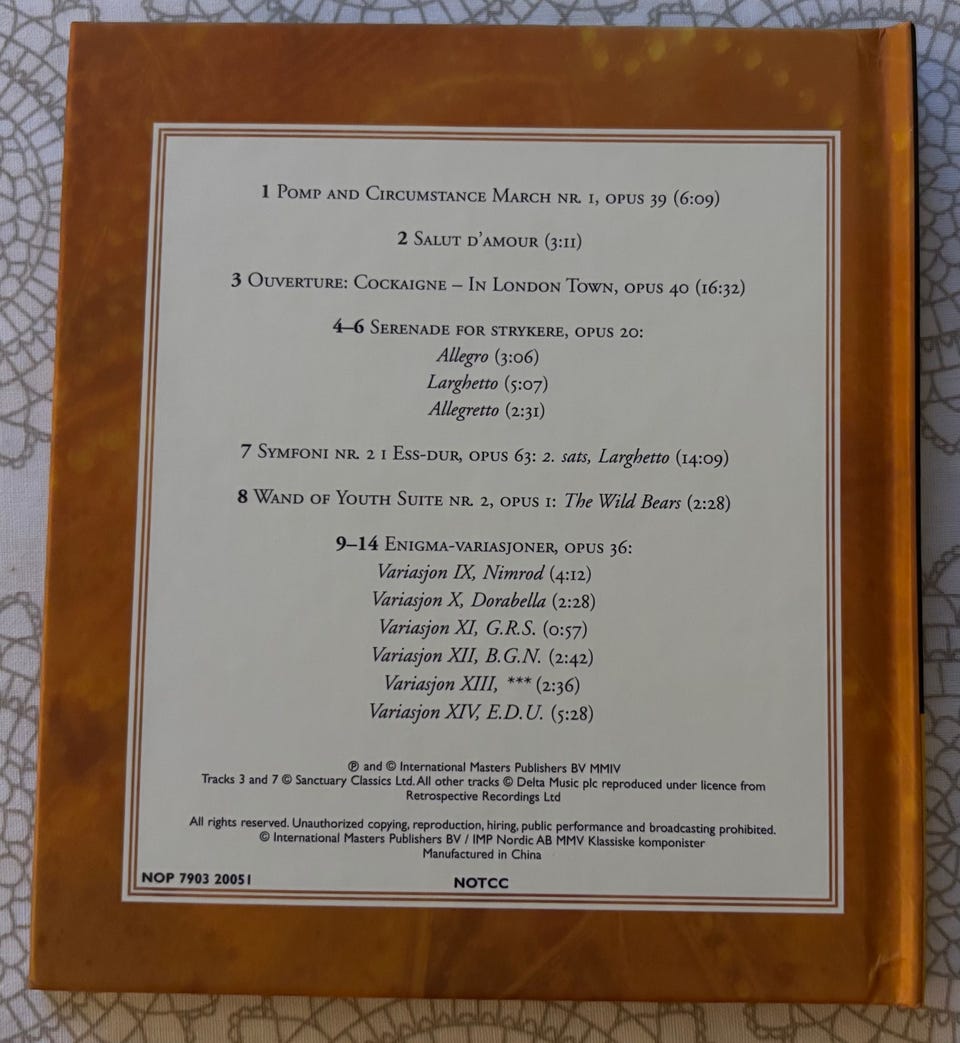 1 Pomp and Circumstance March nr. 1, opus 39 (6:09)
2 Salut d'amour (3:11)
3 Ouverture: Cockaigne – In London Town, opus 40 (16:32)
4–6 Serenade for strykere, opus 20:
Allegro (3:06)
Larghetto (5:07)
Allegretto (2:31)
7 Symfoni nr. 2 i Ess-dur, opus 63: 2. sats, Larghetto (14:09)
8 Wand of Youth Suite nr. 2, opus 1: The Wild Bears (2:28)
9–14 Enigma-variasjoner, opus 36:
Variasjon IX, Nimrod (4:12)
Variasjon X, Dorabella (2:28)
Variasjon XI, G.R.S. (0:57)
Variasjon XII, B.G.N. (2:42)
Variasjon XIII, *** (2:36)
Variasjon XIV, E.D.U. (5:28)
℗ and © International Masters Publishers BV MMIV
Tracks 3 and 7 © Sanctuary Classics Ltd. All other tracks © Delta Music plc reproduced under licence from
Retrospective Recordings Ltd
All rights reserved. Unauthorized copying, reproduction, hiring, public performance and broadcasting prohibited.
© International Masters Publishers BV / IMP Nordic AB MMV Klassiske komponister
Manufactured in China
NOP 7903 20051
NOTCC